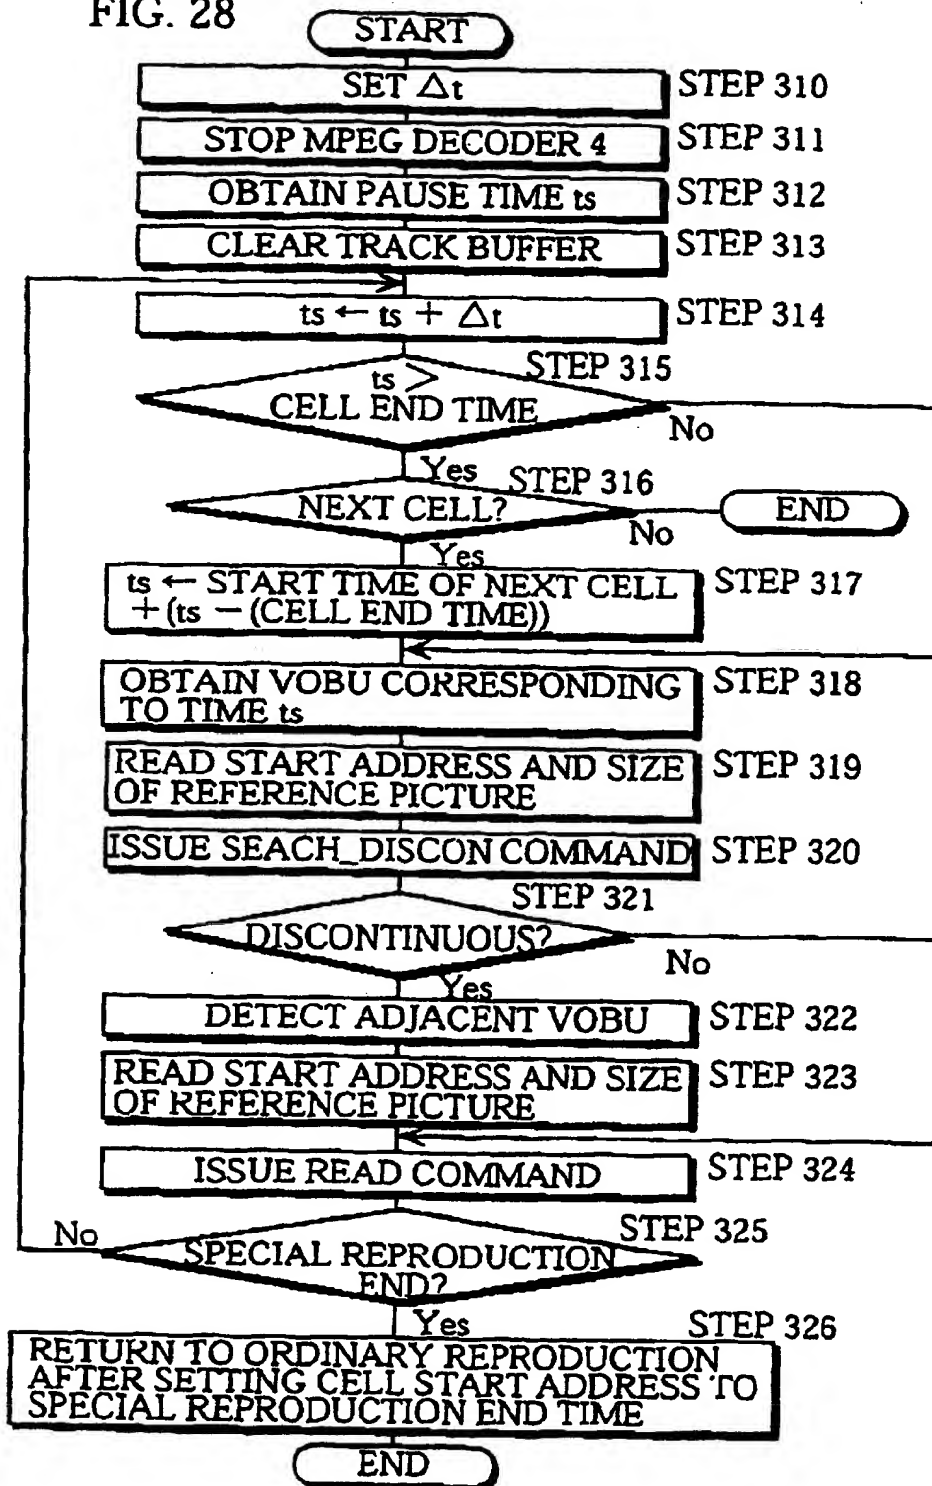 FIG. 28
START
SET △t
STEP 310
STOP MPEG DECODER 4
STEP 311
OBTAIN PAUSE TIME ts
STEP 312
CLEAR TRACK BUFFER
STEP 313
ts ← ts + △t
STEP 314
STEP 315
ts >
CELL END TIME
No
Yes
STEP 316
NEXT CELL?
No
END
Yes
ts ← START TIME OF NEXT CELL
+ (ts − (CELL END TIME))
STEP 317
OBTAIN VOBU CORRESPONDING
TO TIME ts
STEP 318
READ START ADDRESS AND SIZE
OF REFERENCE PICTURE
STEP 319
ISSUE SEACH_DISCON COMMAND
STEP 320
STEP 321
DISCONTINUOUS?
No
Yes
DETECT ADJACENT VOBU
STEP 322
READ START ADDRESS AND SIZE
OF REFERENCE PICTURE
STEP 323
ISSUE READ COMMAND
STEP 324
STEP 325
No
SPECIAL REPRODUCTION
END?
Yes
STEP 326
RETURN TO ORDINARY REPRODUCTION
AFTER SETTING CELL START ADDRESS TO
SPECIAL REPRODUCTION END TIME
END